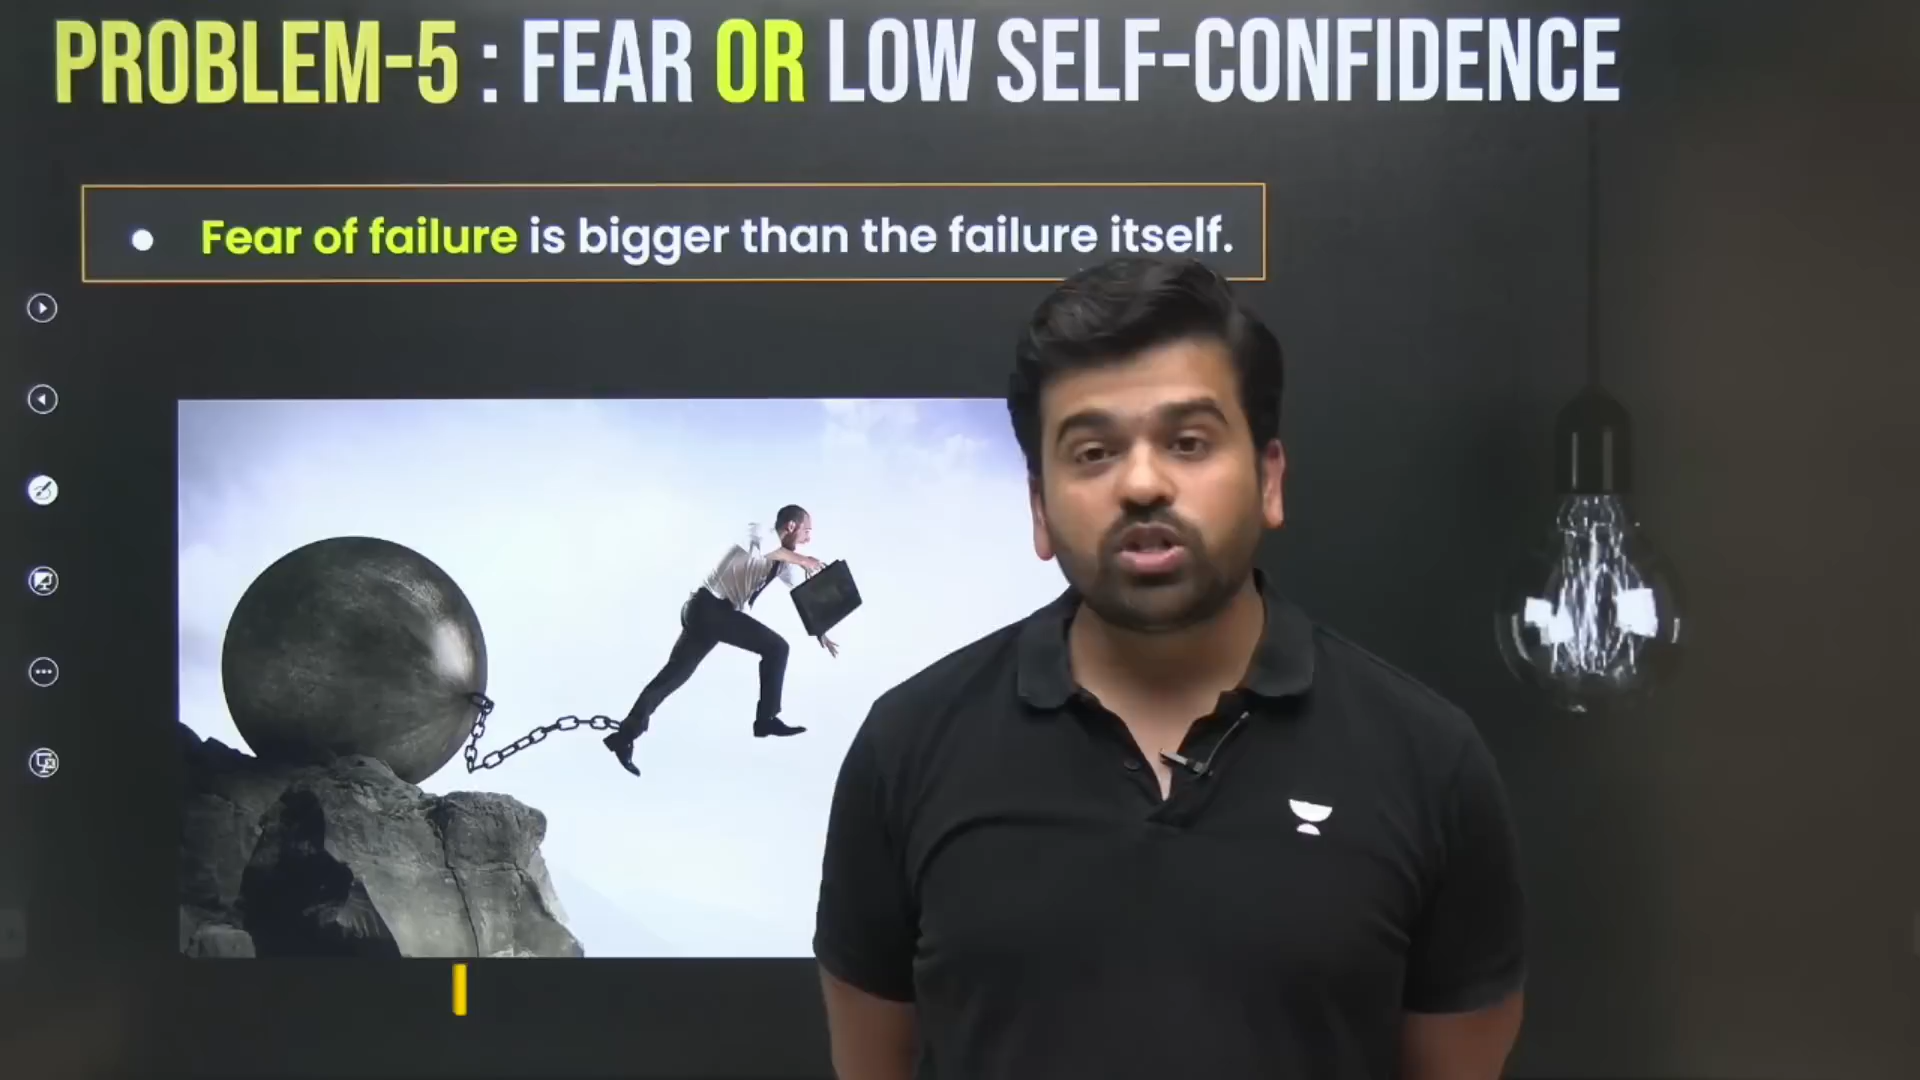 PROBLEM-5 : FEAR OR LOW SELF-CONFIDENCE
• Fear of failure is bigger than the failure itself.